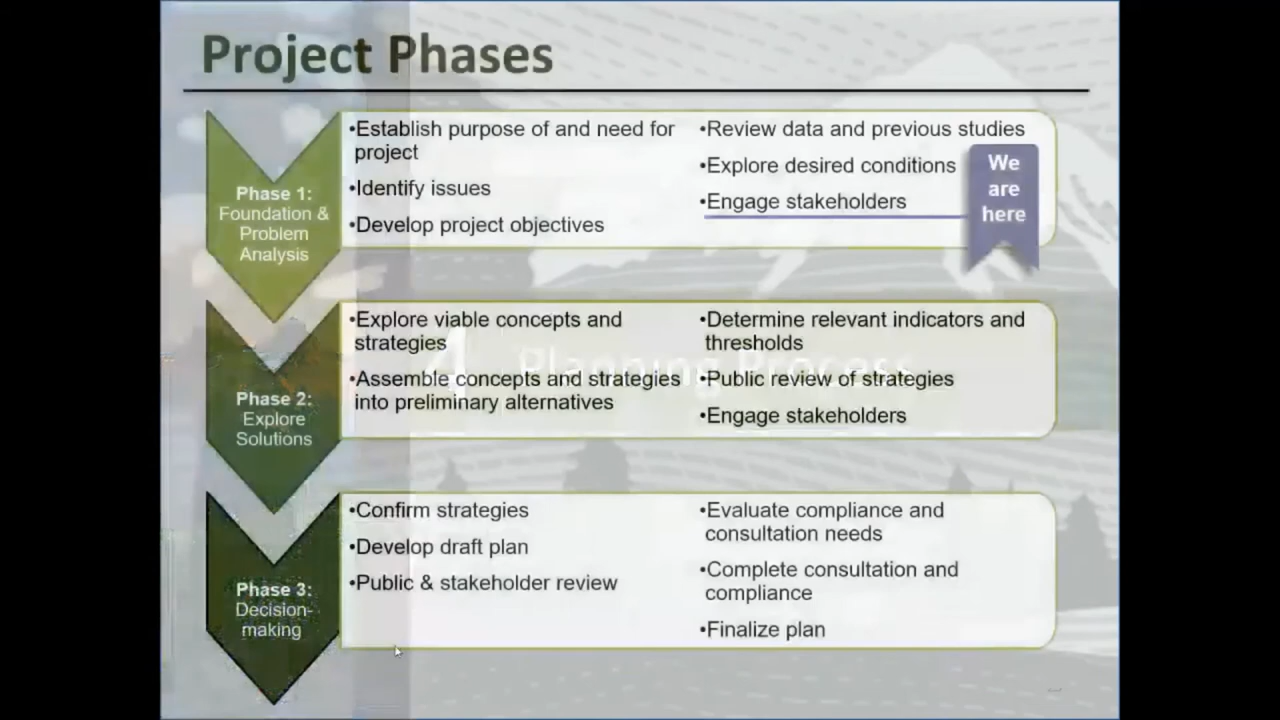 Project Phases
Phase 1:
Foundation &
Problem
Analysis
•Establish purpose of and need for
project
•Identify issues
•Develop project objectives
•Review data and previous studies
•Explore desired conditions
•Engage stakeholders
We
are
here
Phase 2:
Explore
Solutions
•Explore viable concepts and
strategies
•Assemble concepts and strategies
into preliminary alternatives
•Determine relevant indicators and
thresholds
•Public review of strategies
•Engage stakeholders
4 Planning Process
Phase 3:
Decision-
making
•Confirm strategies
•Develop draft plan
•Public & stakeholder review
•Evaluate compliance and
consultation needs
•Complete consultation and
compliance
•Finalize plan